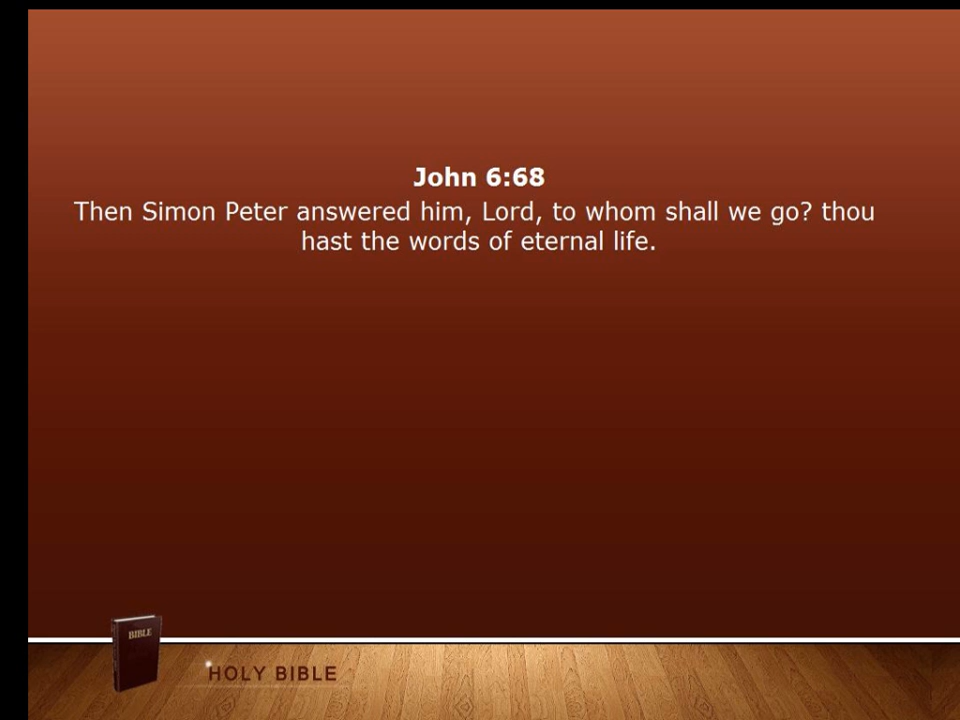 John 6:68
Then Simon Peter answered him, Lord, to whom shall we go? thou
hast the words of eternal life.
BIBLE
HOLY BIBLE